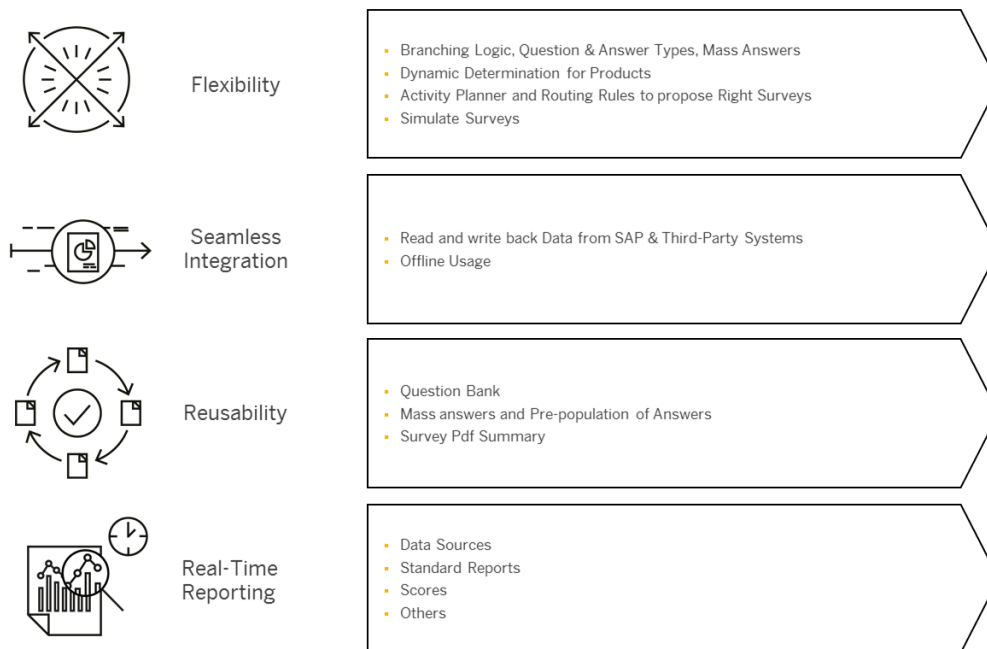 Flexibility
Branching Logic, Question & Answer Types, Mass Answers
Dynamic Determination for Products
Activity Planner and Routing Rules to propose Right Surveys
Simulate Surveys
Seamless
Integration
Read and write back Data from SAP & Third-Party Systems
Offline Usage
Reusability
Question Bank
Mass answers and Pre-population of Answers
Survey Pdf Summary
Real-Time
Reporting
Data Sources
Standard Reports
Scores
Others